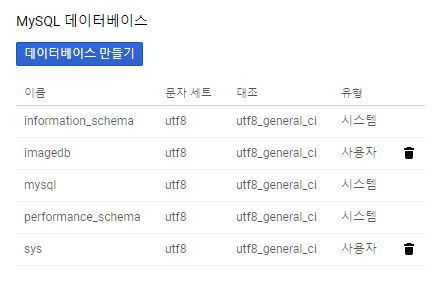 MySQL 데이터베이스
데이터베이스 만들기
이름 문자 세트 대조 유형
information_schema utf8 utf8_general_ci 시스템
imagedb utf8 utf8_general_ci 사용자
mysql utf8 utf8_general_ci 시스템
performance_schema utf8 utf8_general_ci 시스템
sys utf8 utf8_general_ci 사용자